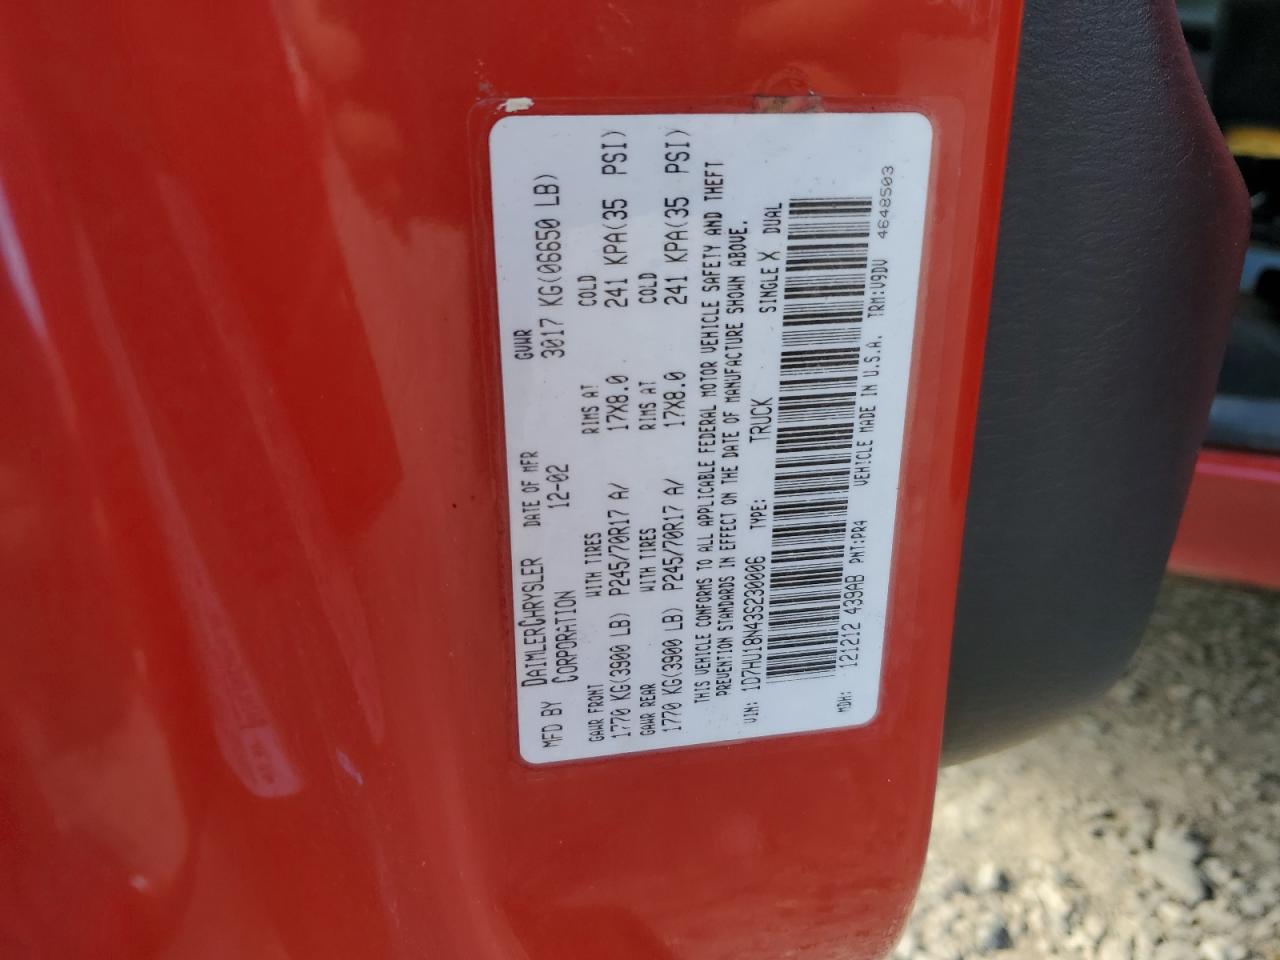 MFD BY DAIMLERCHRYSLER CORPORATION DATE OF MFR 12-02 GVWR 3017 KG(06650 LB)
GAWR FRONT WITH TIRES RIMS AT COLD
1770 KG(3900 LB) P245/70R17 A/ 17X8.0 241 KPA(35 PSI)
GAWR REAR WITH TIRES RIMS AT COLD
1770 KG(3900 LB) P245/70R17 A/ 17X8.0 241 KPA(35 PSI)
THIS VEHICLE CONFORMS TO ALL APPLICABLE FEDERAL MOTOR VEHICLE SAFETY AND THEFT
PREVENTION STANDARDS IN EFFECT ON THE DATE OF MANUFACTURE SHOWN ABOVE.
VIN: 1D7HU18N43S230006 TYPE: TRUCK SINGLE X DUAL
MDH: 121212 439AB PNT:PR4 VEHICLE MADE IN U.S.A. TRM:V9DV 4648503